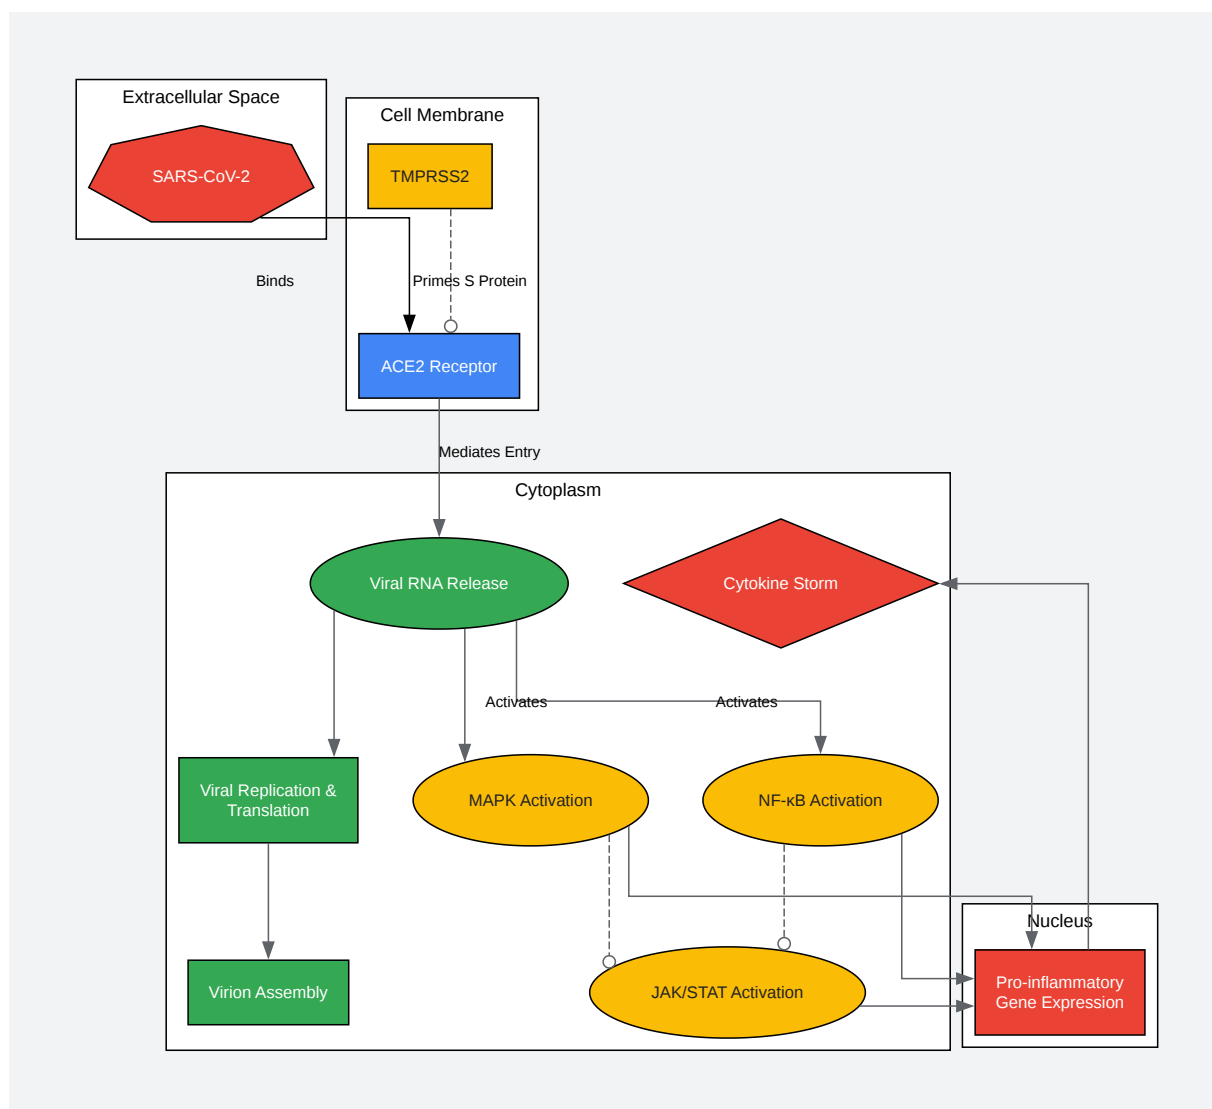 Extracellular Space
SARS-CoV-2
Cell Membrane
TMPRSS2
Binds
Primes S Protein
ACE2 Receptor
Mediates Entry
Cytoplasm
Viral RNA Release
Cytokine Storm
Activates
Activates
Viral Replication &
Translation
MAPK Activation
NF-κB Activation
Virion Assembly
JAK/STAT Activation
Nucleus
Pro-inflammatory
Gene Expression